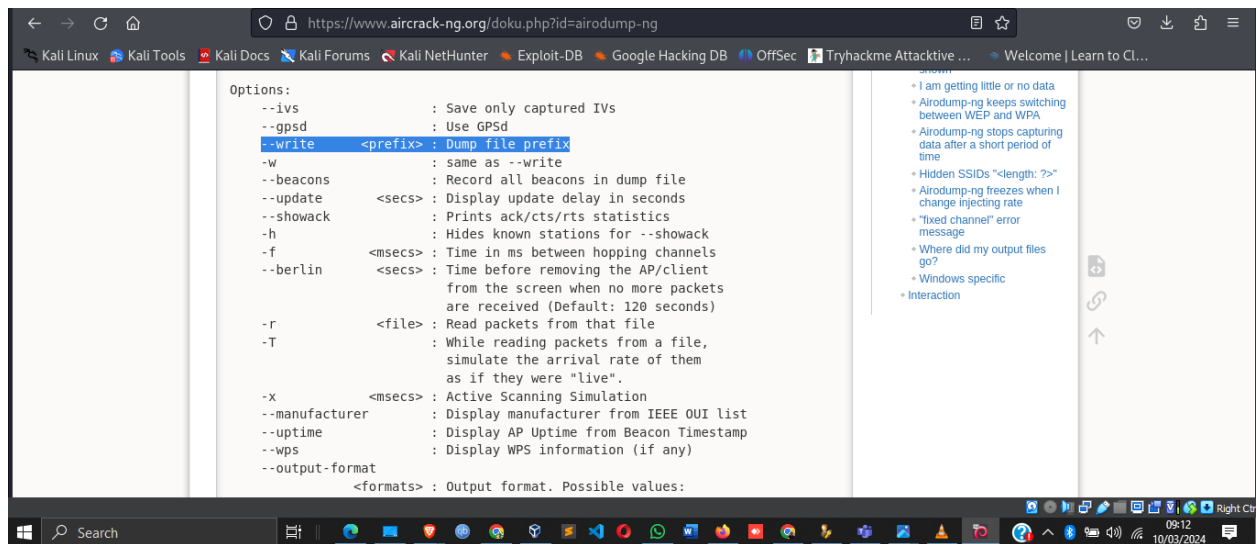 https://www.aircrack-ng.org/doku.php?id=airodump-ng
Kali Linux Kali Tools Kali Docs Kali Forums Kali NetHunter Exploit-DB Google Hacking DB OffSec Tryhackme Attacktive ... Welcome | Learn to Cl...
Options:
--ivs : Save only captured IVs
--gpsd : Use GPSd
--write <prefix> : Dump file prefix
-w : same as --write
--beacons : Record all beacons in dump file
--update <secs> : Display update delay in seconds
--showack : Prints ack/cts/rts statistics
-h : Hides known stations for --showack
-f <msecs> : Time in ms between hopping channels
--berlin <secs> : Time before removing the AP/client
from the screen when no more packets
are received (Default: 120 seconds)
-r <file> : Read packets from that file
-T : While reading packets from a file,
simulate the arrival rate of them
as if they were "live".
-x <msecs> : Active Scanning Simulation
--manufacturer : Display manufacturer from IEEE OUI list
--uptime : Display AP Uptime from Beacon Timestamp
--wps : Display WPS information (if any)
--output-format
<formats> : Output format. Possible values:
shown
I am getting little or no data
Airodump-ng keeps switching
between WEP and WPA
Airodump-ng stops capturing
data after a short period of
time
Hidden SSIDs "<length: ?>"
Airodump-ng freezes when I
change injecting rate
"fixed channel" error
message
Where did my output files
go?
Windows specific
Interaction
Right Ctr
Search
09:12
10/03/2024